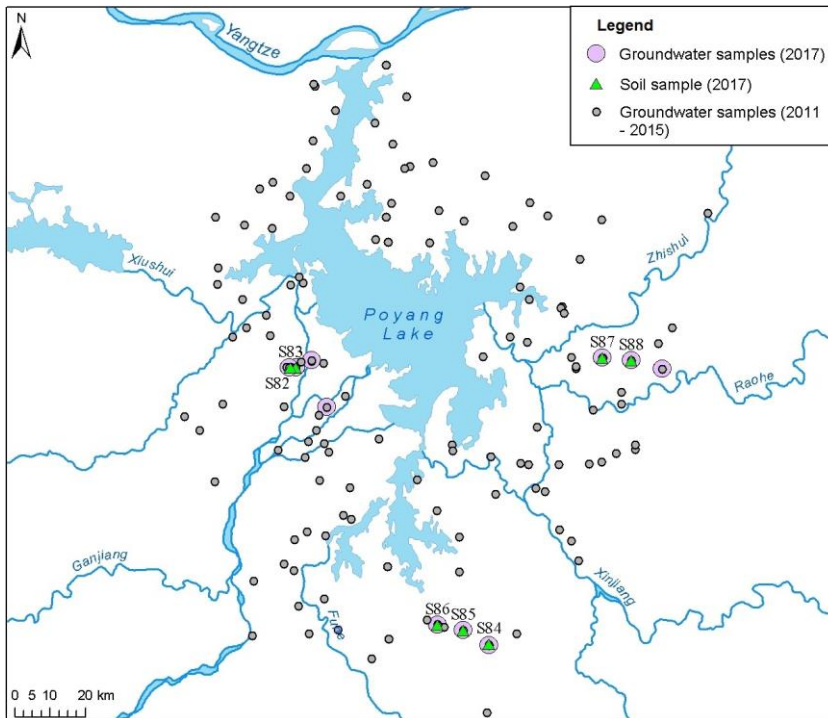 N
Yangtze
Legend
Groundwater samples (2017)
Soil sample (2017)
Groundwater samples (2011
- 2015)
Xiushui
Zhishui
Poyang
Lake
S83
S82
S87
S88
Raohe
Ganjiang
Xinjiang
Fuhe
S86
S85
S84
0 5 10 20 km